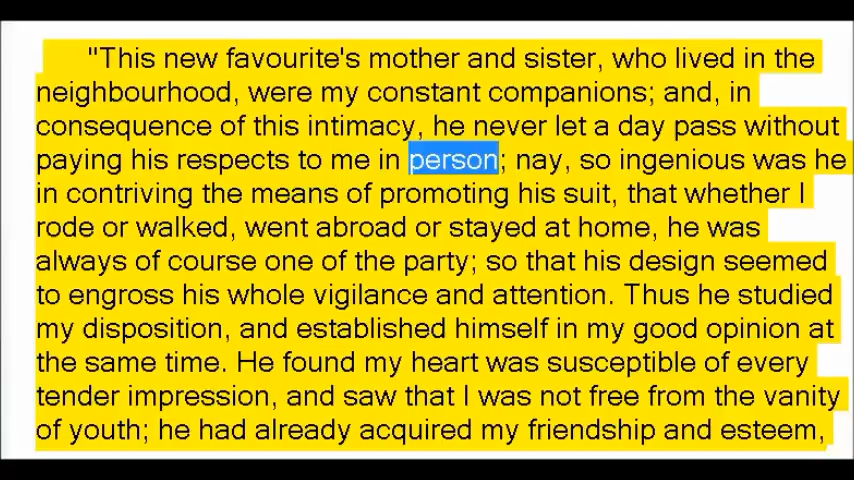 "This new favourite's mother and sister, who lived in the
neighbourhood, were my constant companions; and, in
consequence of this intimacy, he never let a day pass without
paying his respects to me in person; nay, so ingenious was he
in contriving the means of promoting his suit, that whether I
rode or walked, went abroad or stayed at home, he was
always of course one of the party; so that his design seemed
to engross his whole vigilance and attention. Thus he studied
my disposition, and established himself in my good opinion at
the same time. He found my heart was susceptible of every
tender impression, and saw that I was not free from the vanity
of youth; he had already acquired my friendship and esteem,